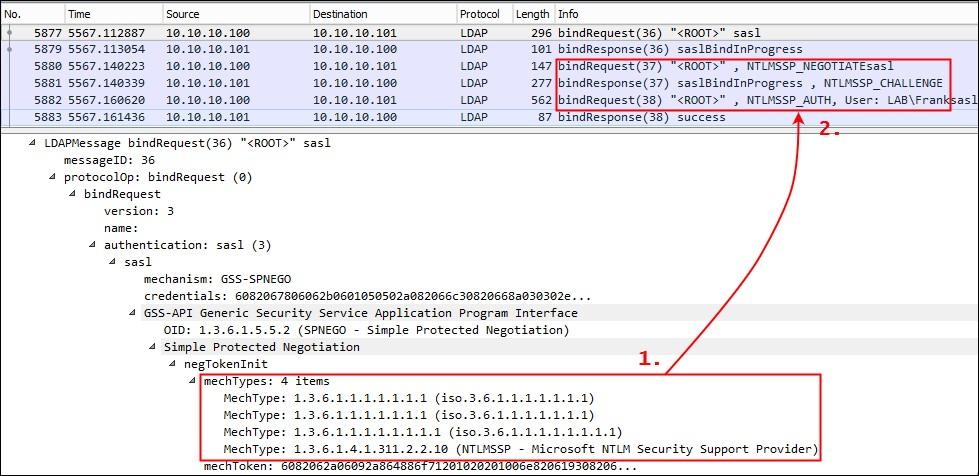 No. Time Source Destination Protocol Length Info
5877 5567.112887 10.10.10.100 10.10.10.101 LDAP 296 bindRequest(36) "<ROOT>" sasl
5879 5567.113054 10.10.10.101 10.10.10.100 LDAP 101 bindResponse(36) saslBindInProgress
5880 5567.140223 10.10.10.100 10.10.10.101 LDAP 147 bindRequest(37) "<ROOT>" , NTLMSSP_NEGOTIATEsasl
5881 5567.140339 10.10.10.101 10.10.10.100 LDAP 277 bindResponse(37) saslBindInProgress , NTLMSSP_CHALLENGE
5882 5567.160620 10.10.10.100 10.10.10.101 LDAP 562 bindRequest(38) "<ROOT>" , NTLMSSP_AUTH, User: LAB\Franksasl
5883 5567.161436 10.10.10.101 10.10.10.100 LDAP 87 bindResponse(38) success
2.
LDAPMessage bindRequest(36) "<ROOT>" sasl
messageID: 36
protocolOp: bindRequest (0)
bindRequest
version: 3
name:
authentication: sasl (3)
sasl
mechanism: GSS-SPNEGO
credentials: 6082067806062b0601050502a082066c30820668a030302e...
GSS-API Generic Security Service Application Program Interface
OID: 1.3.6.1.5.5.2 (SPNEGO - Simple Protected Negotiation)
Simple Protected Negotiation
1.
negTokenInit
mechTypes: 4 items
MechType: 1.3.6.1.1.1.1.1.1.1 (iso.3.6.1.1.1.1.1.1.1)
MechType: 1.3.6.1.1.1.1.1.1.1 (iso.3.6.1.1.1.1.1.1.1)
MechType: 1.3.6.1.1.1.1.1.1.1.1 (iso.3.6.1.1.1.1.1.1.1.1)
MechType: 1.3.6.1.4.1.311.2.2.10 (NTLMSSP - Microsoft NTLM Security Support Provider)
mechToken: 6082062a06092a864886f71201020201006e820619308206...